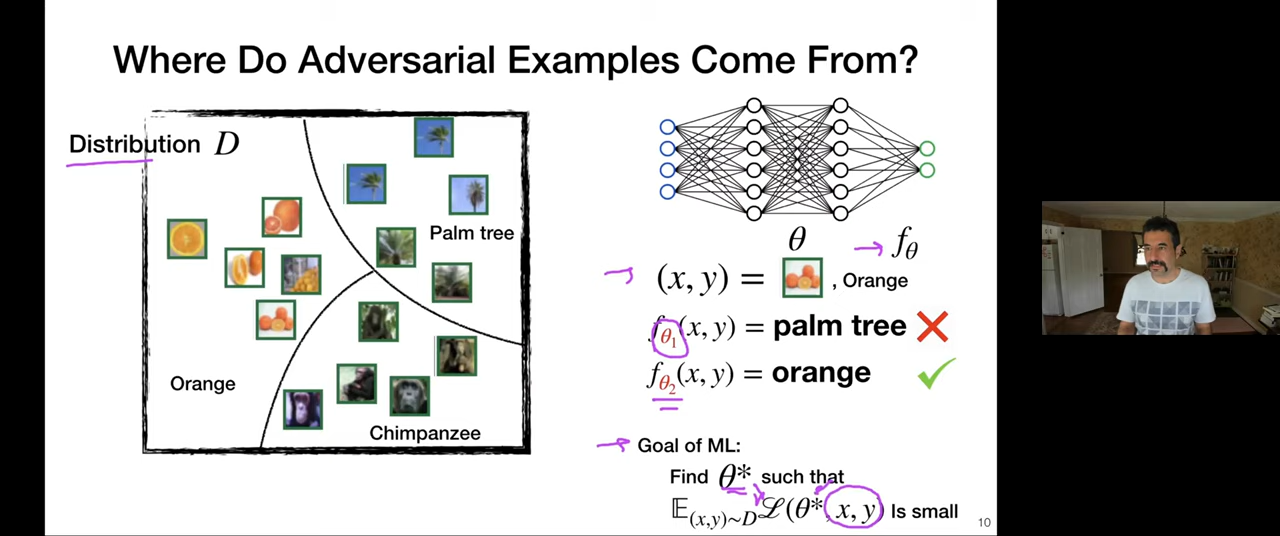 Where Do Adversarial Examples Come From?
Distribution D
Palm tree
Orange
Chimpanzee
θ
f_θ
(x, y) = , Orange
f_θ₁(x, y) = palm tree ❌
f_θ₂(x, y) = orange ✓
Goal of ML:
Find θ* such that
𝔼_(x,y)~D ℒ(θ*, x, y) Is small
10